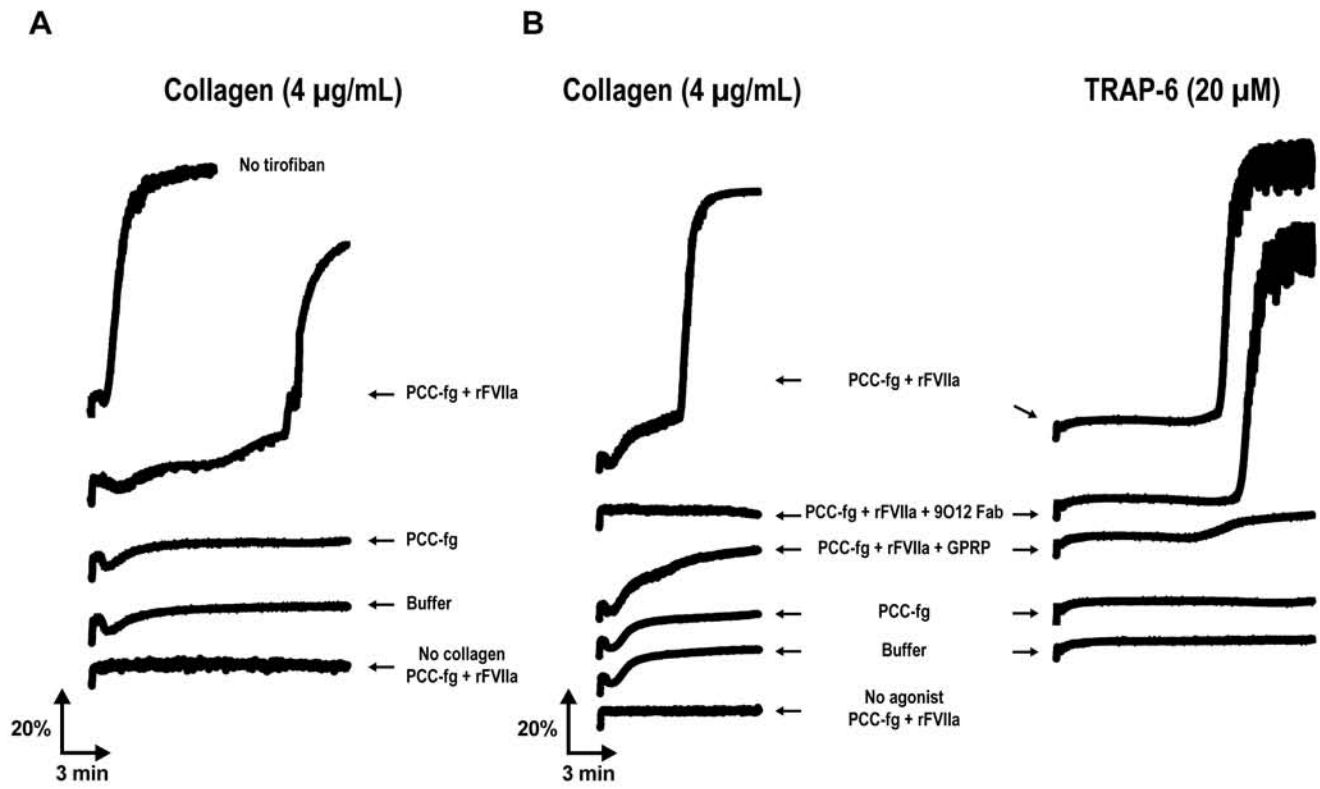 A
B
Collagen (4 µg/mL)
Collagen (4 µg/mL)
TRAP-6 (20 µM)
No tirofiban
PCC-fg + rFVIIa
PCC-fg
Buffer
No collagen
PCC-fg + rFVIIa
20%
3 min
PCC-fg + rFVIIa
PCC-fg + rFVIIa + 9O12 Fab
PCC-fg + rFVIIa + GPRP
PCC-fg
Buffer
No agonist
PCC-fg + rFVIIa
20%
3 min